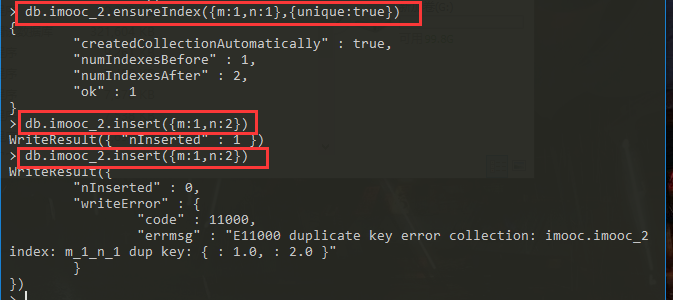 > db.imooc_2.ensureIndex({m:1,n:1},{unique:true})
{
        "createdCollectionAutomatically" : true,
        "numIndexesBefore" : 1,
        "numIndexesAfter" : 2,
        "ok" : 1
}
> db.imooc_2.insert({m:1,n:2})
WriteResult({ "nInserted" : 1 })
> db.imooc_2.insert({m:1,n:2})
WriteResult({
        "nInserted" : 0,
        "writeError" : {
                "code" : 11000,
                "errmsg" : "E11000 duplicate key error collection: imooc.imooc_2
index: m_1_n_1 dup key: { : 1.0, : 2.0 }"
        }
})
>